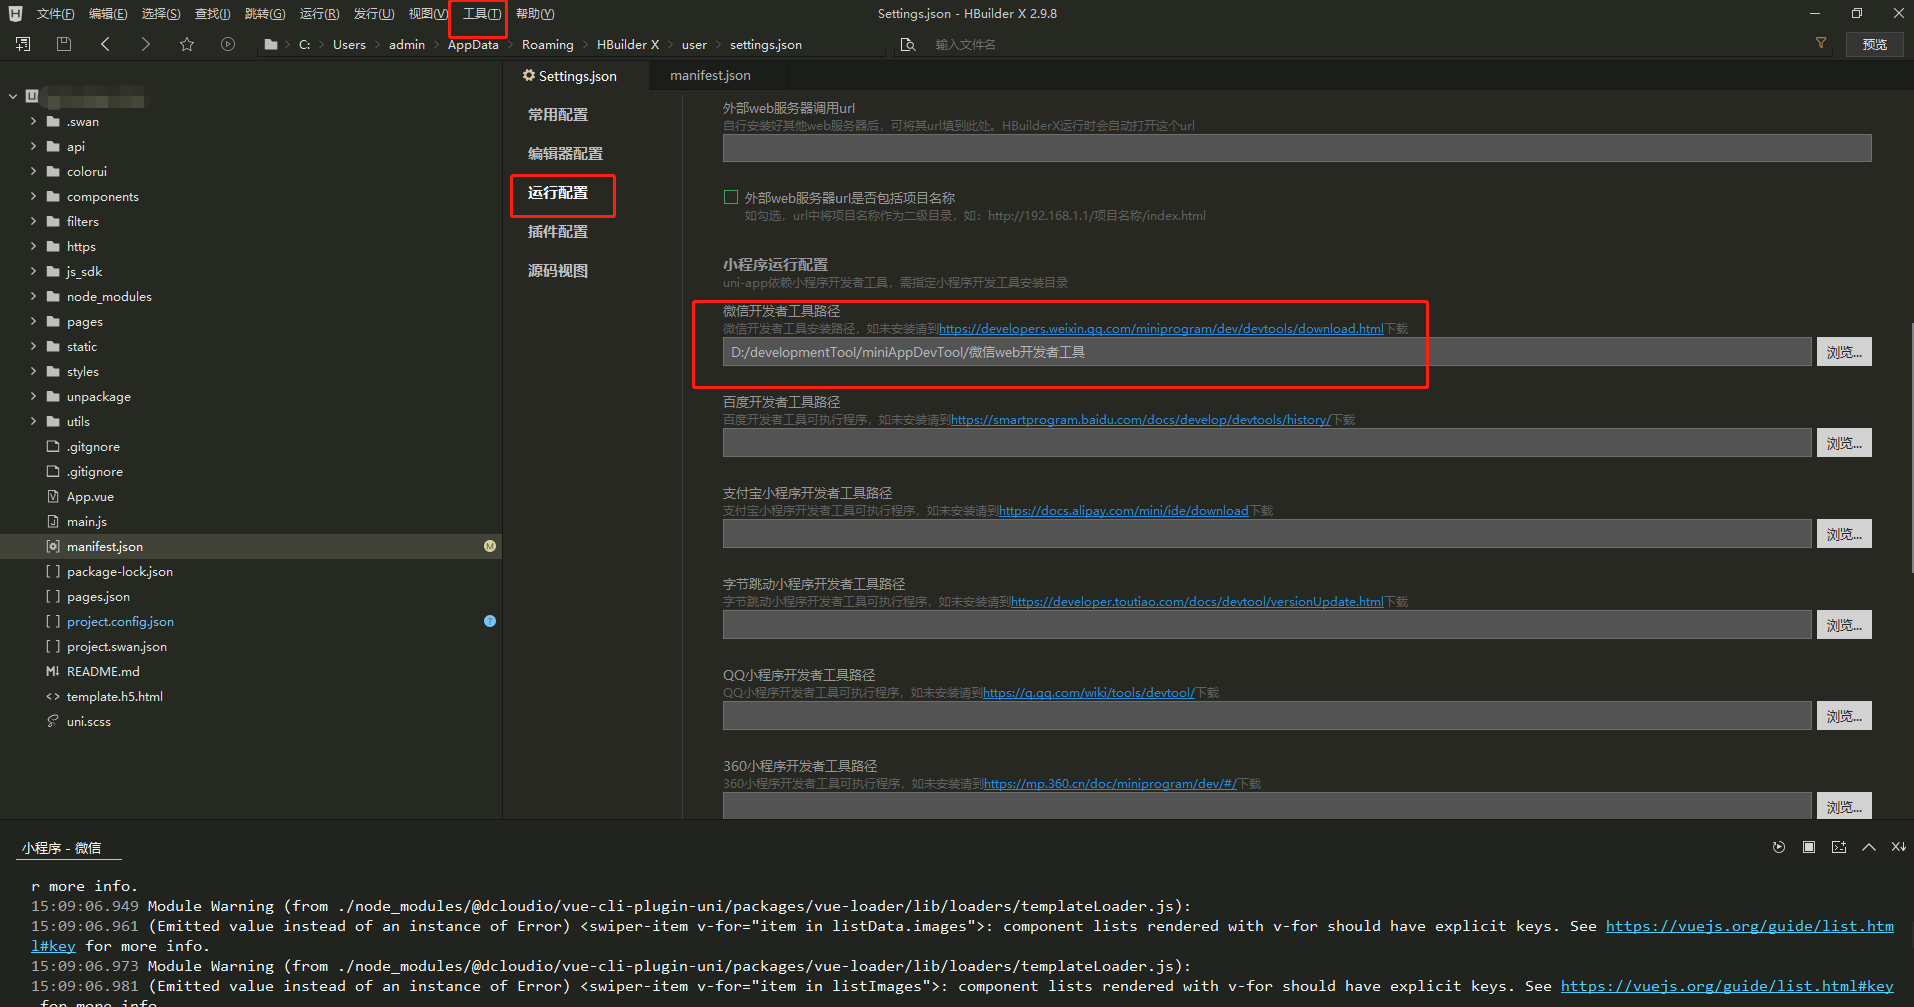 文件(F) 编辑(E) 选择(S) 查找(I) 跳转(G) 运行(R) 发行(U) 视图(V) 工具(T) 帮助(Y) Settings.json - HBuilder X 2.9.8
C: Users admin AppData Roaming HBuilder X user settings.json 输入文件名 预览
Settings.json manifest.json
.swan
api
colorui
components
filters
https
js_sdk
node_modules
pages
static
styles
unpackage
utils
.gitgnore
.gitignore
App.vue
main.js
manifest.json M
package-lock.json
pages.json
project.config.json ?
project.swan.json
README.md
template.h5.html
uni.scss
常用配置
编辑器配置
运行配置
插件配置
源码视图
外部web服务器调用url
自行安装好其他web服务器后，可将其url填到此处。HBuilderX运行时会自动打开这个url
外部web服务器url是否包括项目名称
如勾选，url中将项目名称作为二级目录，如：http://192.168.1.1/项目名称/index.html
小程序运行配置
uni-app依赖小程序开发者工具，需指定小程序开发工具安装目录
微信开发者工具路径
微信开发者工具安装路径，如未安装请到https://developers.weixin.qq.com/miniprogram/dev/devtools/download.html下载
D:/developmentTool/miniAppDevTool/微信web开发者工具 浏览...
百度开发者工具路径
百度开发者工具可执行程序，如未安装请到https://smartprogram.baidu.com/docs/develop/devtools/history/下载
浏览...
支付宝小程序开发者工具路径
支付宝小程序开发者工具可执行程序，如未安装请到https://docs.alipay.com/mini/ide/download下载
浏览...
字节跳动小程序开发者工具路径
字节跳动小程序开发者工具可执行程序，如未安装请到https://developer.toutiao.com/docs/devtool/versionUpdate.html下载
浏览...
QQ小程序开发者工具路径
QQ小程序开发者工具可执行程序，如未安装请到https://q.qq.com/wiki/tools/devtool/下载
浏览...
360小程序开发者工具路径
360小程序开发者工具可执行程序，如未安装请到https://mp.360.cn/doc/miniprogram/dev/#/下载
浏览...
小程序 - 微信
r more info.
15:09:06.949 Module Warning (from ./node_modules/@dcloudio/vue-cli-plugin-uni/packages/vue-loader/lib/loaders/templateLoader.js):
15:09:06.961 (Emitted value instead of an instance of Error) <swiper-item v-for="item in listData.images">: component lists rendered with v-for should have explicit keys. See https://vuejs.org/guide/list.htm
l#key for more info.
15:09:06.973 Module Warning (from ./node_modules/@dcloudio/vue-cli-plugin-uni/packages/vue-loader/lib/loaders/templateLoader.js):
15:09:06.981 (Emitted value instead of an instance of Error) <swiper-item v-for="item in listImages">: component lists rendered with v-for should have explicit keys. See https://vuejs.org/guide/list.html#key
for more info.